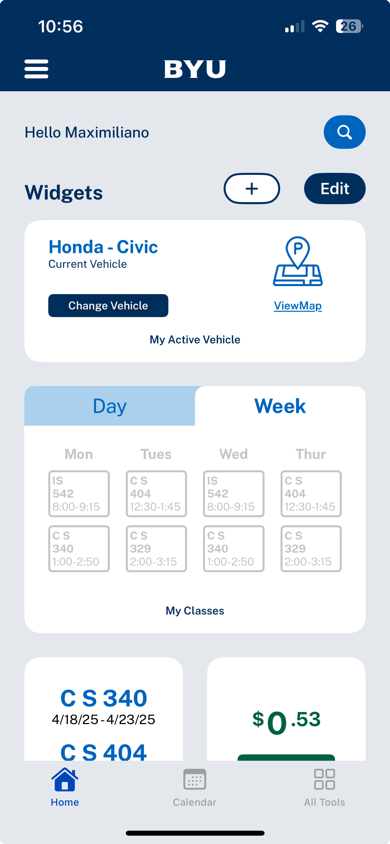 10:56
26
BYU
Hello Maximiliano
Widgets
+
Edit
Honda - Civic
Current Vehicle
P
Change Vehicle
ViewMap
My Active Vehicle
Day
Week
Mon
Tues
Wed
Thur
IS
542
8:00-9:15
C S
404
12:30-1:45
IS
542
8:00-9:15
C S
404
12:30-1:45
C S
340
1:00-2:50
C S
329
2:00-3:15
C S
340
1:00-2:50
C S
329
2:00-3:15
My Classes
C S 340
4/18/25 - 4/23/25
C S 404
$0.53
Home
Calendar
All Tools